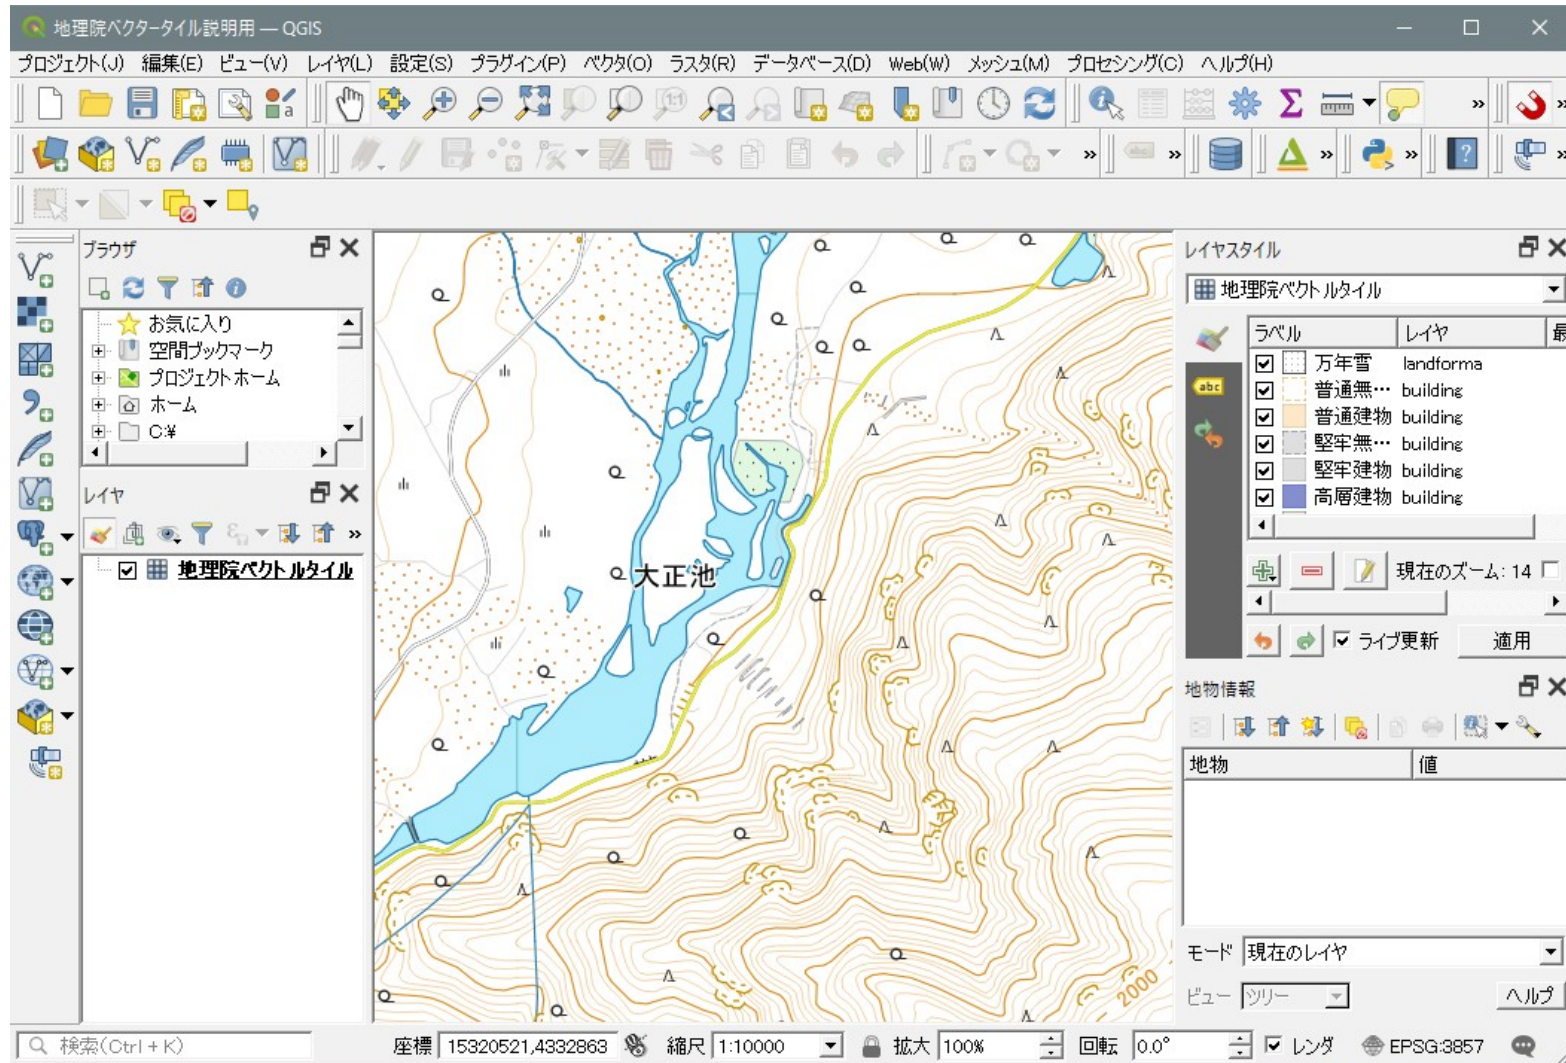 地理院ベクタータイル説明用 — QGIS
プロジェクト(J) 編集(E) ビュー(V) レイヤ(L) 設定(S) プラグイン(P) ベクタ(O) ラスタ(R) データベース(D) Web(W) メッシュ(M) プロセシング(C) ヘルプ(H)
ブラウザ
お気に入り
空間ブックマーク
プロジェクトホーム
ホーム
C:¥
レイヤ
地理院ベクトルタイル
大正池
2000
レイヤスタイル
地理院ベクトルタイル
abc
ラベル レイヤ 最
万年雪 landforma
普通無… building
普通建物 building
堅牢無… building
堅牢建物 building
高層建物 building
現在のズーム: 14
ライブ更新 適用
地物情報
地物 値
モード 現在のレイヤ
ビュー ツリー ヘルプ
検索(Ctrl + K) 座標 15320521,4332863 縮尺 1:10000 拡大 100% 回転 0.0° レンダ EPSG:3857